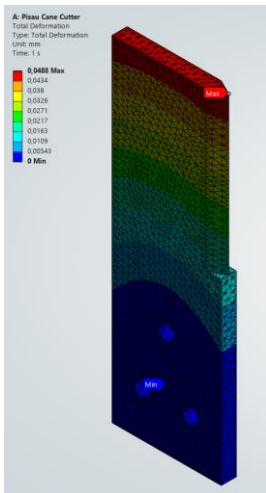 A: Pisau Cane Cutter
Total Deformation
Type: Total Deformation
Unit: mm
Time: 1 s
0,0488 Max
0,0434
0,038
0,0326
0,0271
0,0217
0,0163
0,0109
0,00543
0 Min
Max
Min